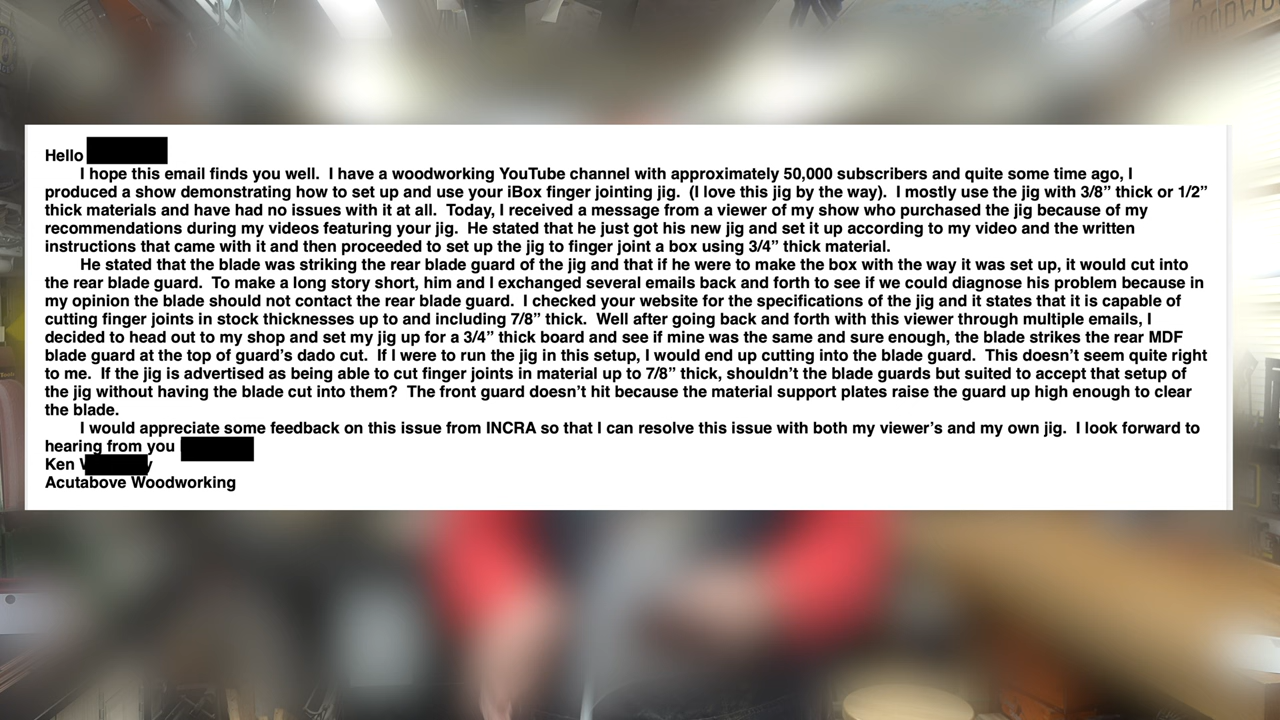 Hello
I hope this email finds you well.  I have a woodworking YouTube channel with approximately 50,000 subscribers and quite some time ago, I
produced a show demonstrating how to set up and use your iBox finger jointing jig.  (I love this jig by the way).  I mostly use the jig with 3/8” thick or 1/2”
thick materials and have had no issues with it at all.  Today, I received a message from a viewer of my show who purchased the jig because of my
recommendations during my videos featuring your jig.  He stated that he just got his new jig and set it up according to my video and the written
instructions that came with it and then proceeded to set up the jig to finger joint a box using 3/4” thick material.
He stated that the blade was striking the rear blade guard of the jig and that if he were to make the box with the way it was set up, it would cut into
the rear blade guard.  To make a long story short, him and I exchanged several emails back and forth to see if we could diagnose his problem because in
my opinion the blade should not contact the rear blade guard.  I checked your website for the specifications of the jig and it states that it is capable of
cutting finger joints in stock thicknesses up to and including 7/8” thick.  Well after going back and forth with this viewer through multiple emails, I
decided to head out to my shop and set my jig up for a 3/4” thick board and see if mine was the same and sure enough, the blade strikes the rear MDF
blade guard at the top of guard’s dado cut.  If I were to run the jig in this setup, I would end up cutting into the blade guard.  This doesn’t seem quite right
to me.  If the jig is advertised as being able to cut finger joints in material up to 7/8” thick, shouldn’t the blade guards but suited to accept that setup of
the jig without having the blade cut into them?  The front guard doesn’t hit because the material support plates raise the guard up high enough to clear
the blade.
I would appreciate some feedback on this issue from INCRA so that I can resolve this issue with both my viewer’s and my own jig.  I look forward to
hearing from you
Ken
Acutabove Woodworking